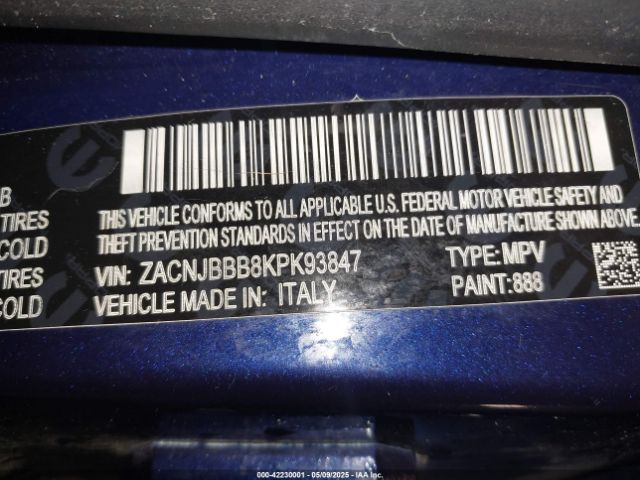 B
TIRES
COLD
TIRES
COLD
THIS VEHICLE CONFORMS TO ALL APPLICABLE U.S. FEDERAL MOTOR VEHICLE SAFETY AND
THEFT PREVENTION STANDARDS IN EFFECT ON THE DATE OF MANUFACTURE SHOWN ABOVE.
VIN: ZACNJBBB8KPK93847 TYPE: MPV
VEHICLE MADE IN: ITALY PAINT:888
000-42230001 - 05/09/2025 - IAA Inc.